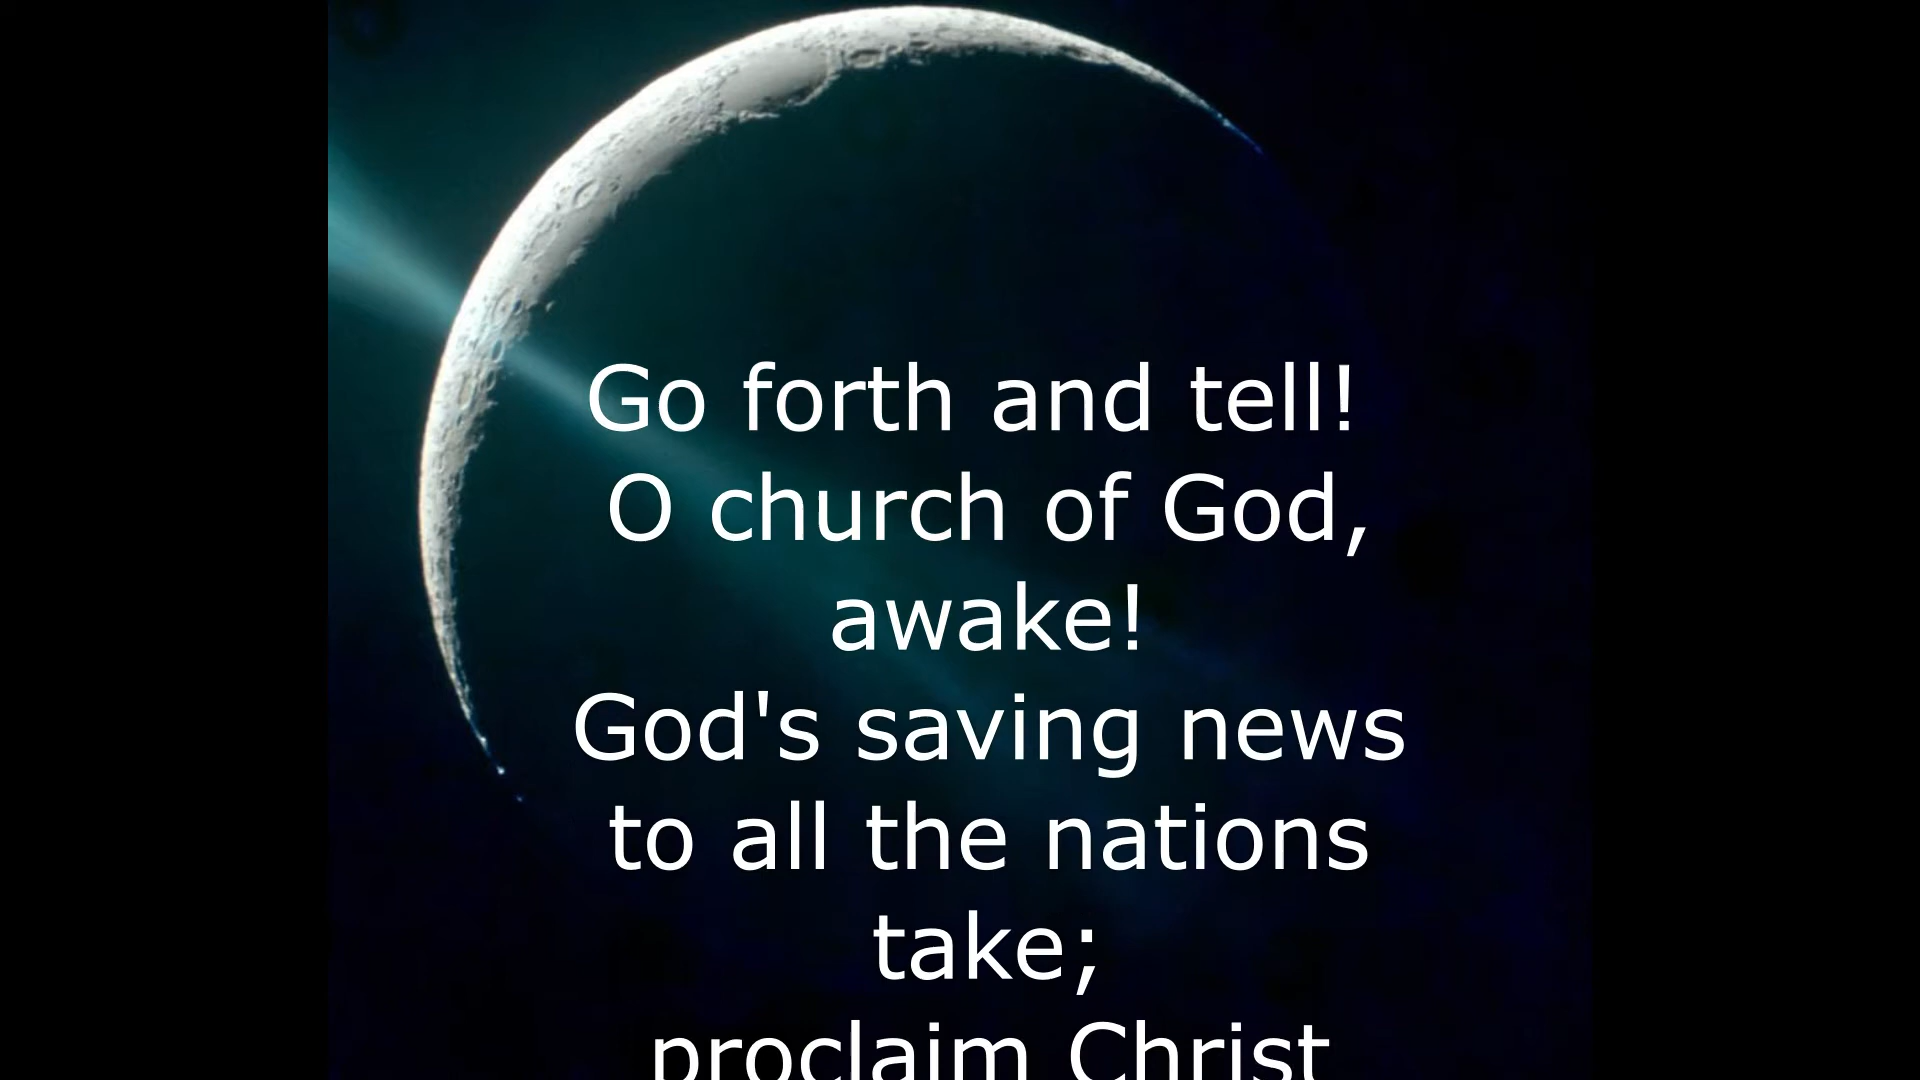 Go forth and tell!
O church of God,
awake!
God's saving news
to all the nations
take;
proclaim Christ